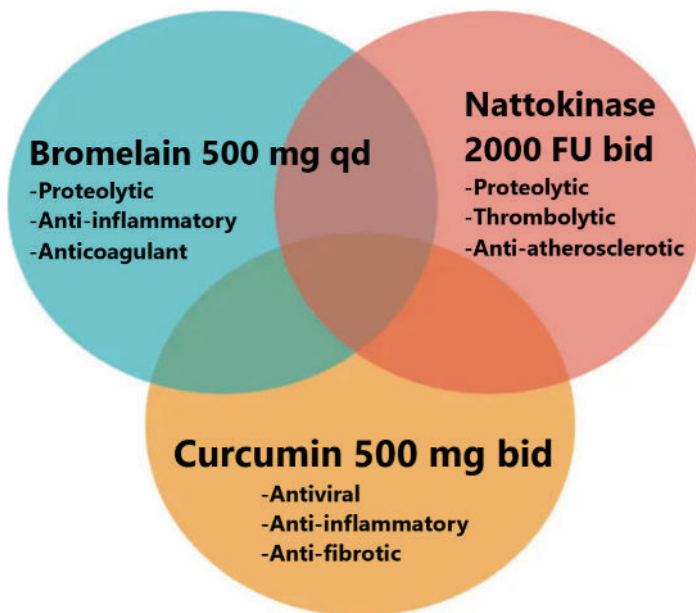 Bromelain 500 mg qd
-Proteolytic
-Anti-inflammatory
-Anticoagulant
Nattokinase
2000 FU bid
-Proteolytic
-Thrombolytic
-Anti-atherosclerotic
Curcumin 500 mg bid
-Antiviral
-Anti-inflammatory
-Anti-fibrotic